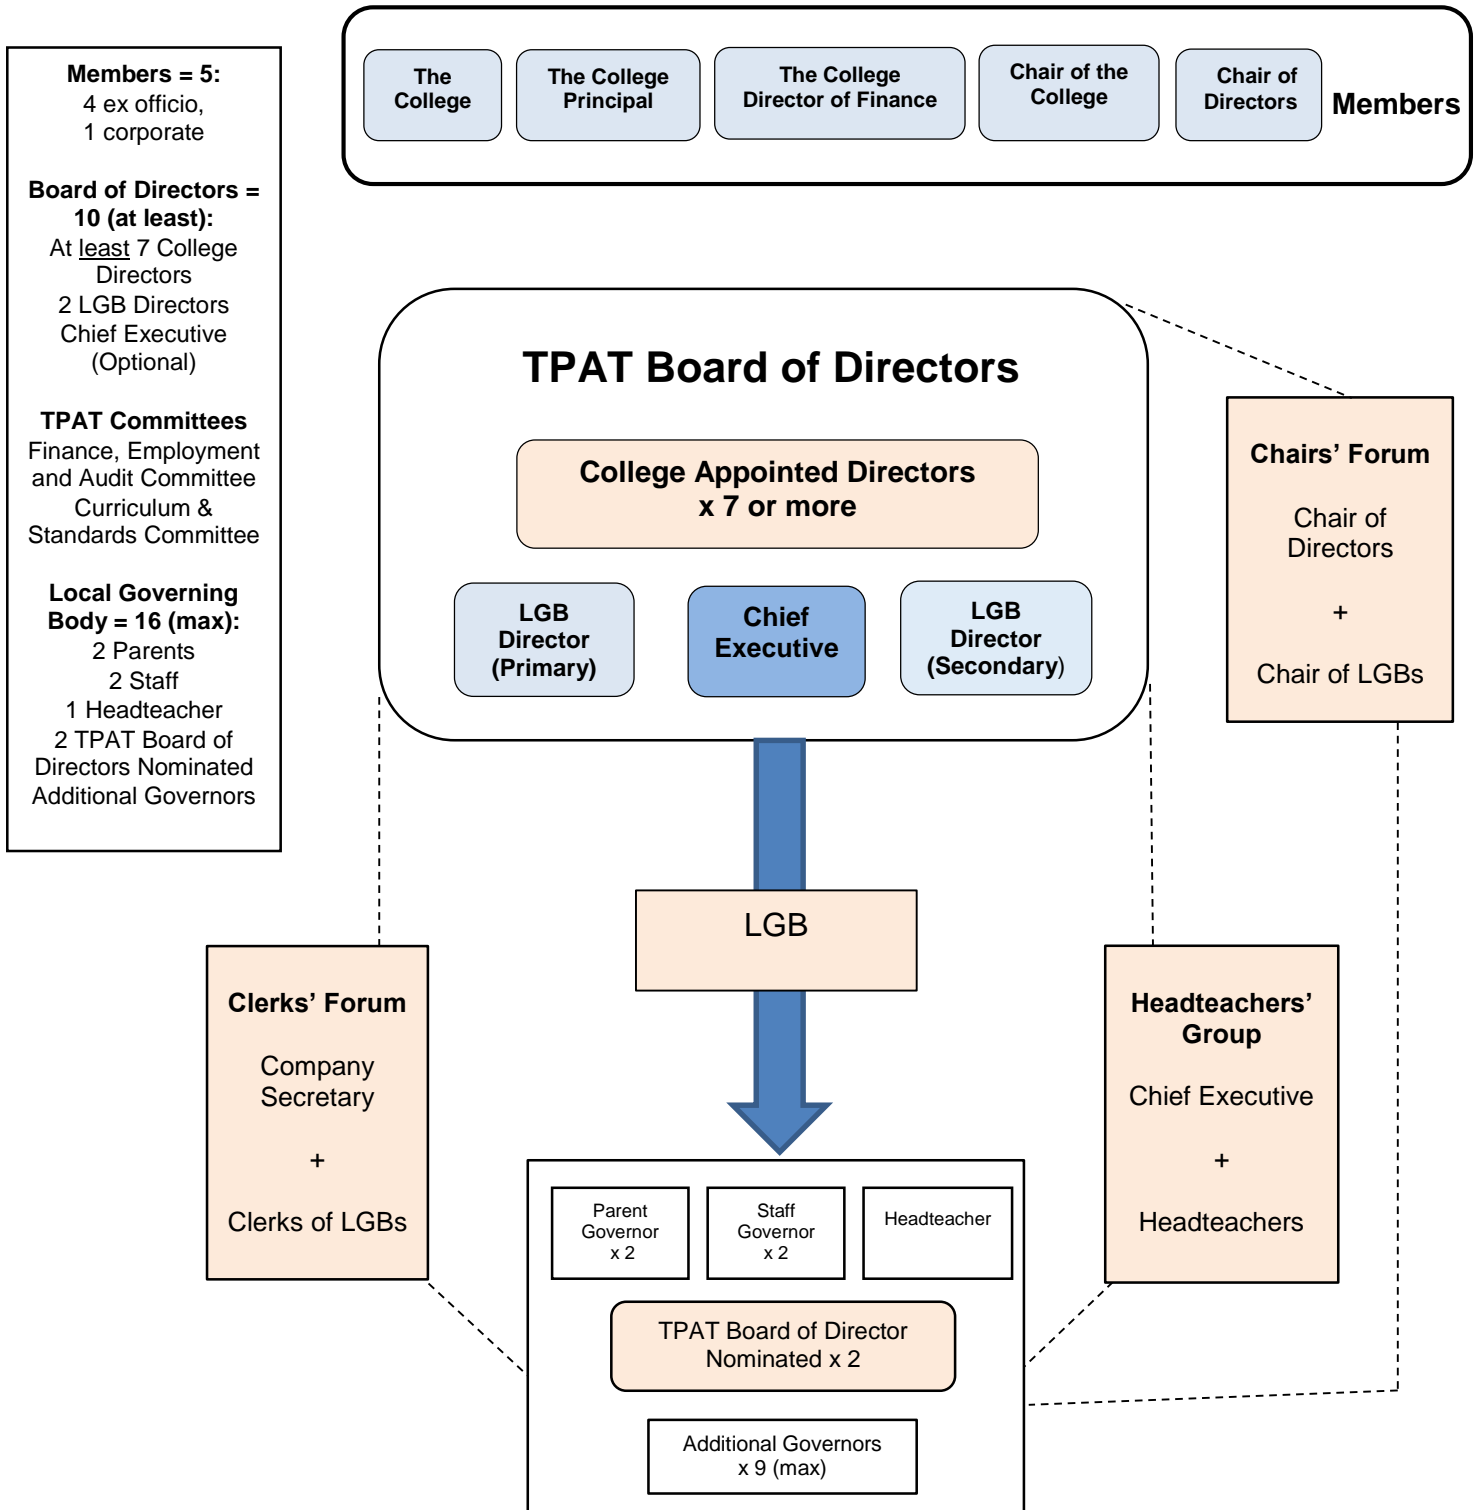 Members = 5:
4 ex officio,
1 corporate
Board of Directors =
10 (at least):
At least 7 College
Directors
2 LGB Directors
Chief Executive
(Optional)
TPAT Committees
Finance, Employment
and Audit Committee
Curriculum &
Standards Committee
Local Governing
Body = 16 (max):
2 Parents
2 Staff
1 Headteacher
2 TPAT Board of
Directors Nominated
Additional Governors
The
College
The College
Principal
The College
Director of Finance
Chair of the
College
Chair of
Directors
Members
TPAT Board of Directors
College Appointed Directors
x 7 or more
LGB
Director
(Primary)
Chief
Executive
LGB
Director
(Secondary)
Chairs’ Forum
Chair of
Directors
+
Chair of LGBs
LGB
Clerks’ Forum
Company
Secretary
+
Clerks of LGBs
Headteachers’
Group
Chief Executive
+
Headteachers
Parent
Governor
x 2
Staff
Governor
x 2
Headteacher
TPAT Board of Director
Nominated x 2
Additional Governors
x 9 (max)